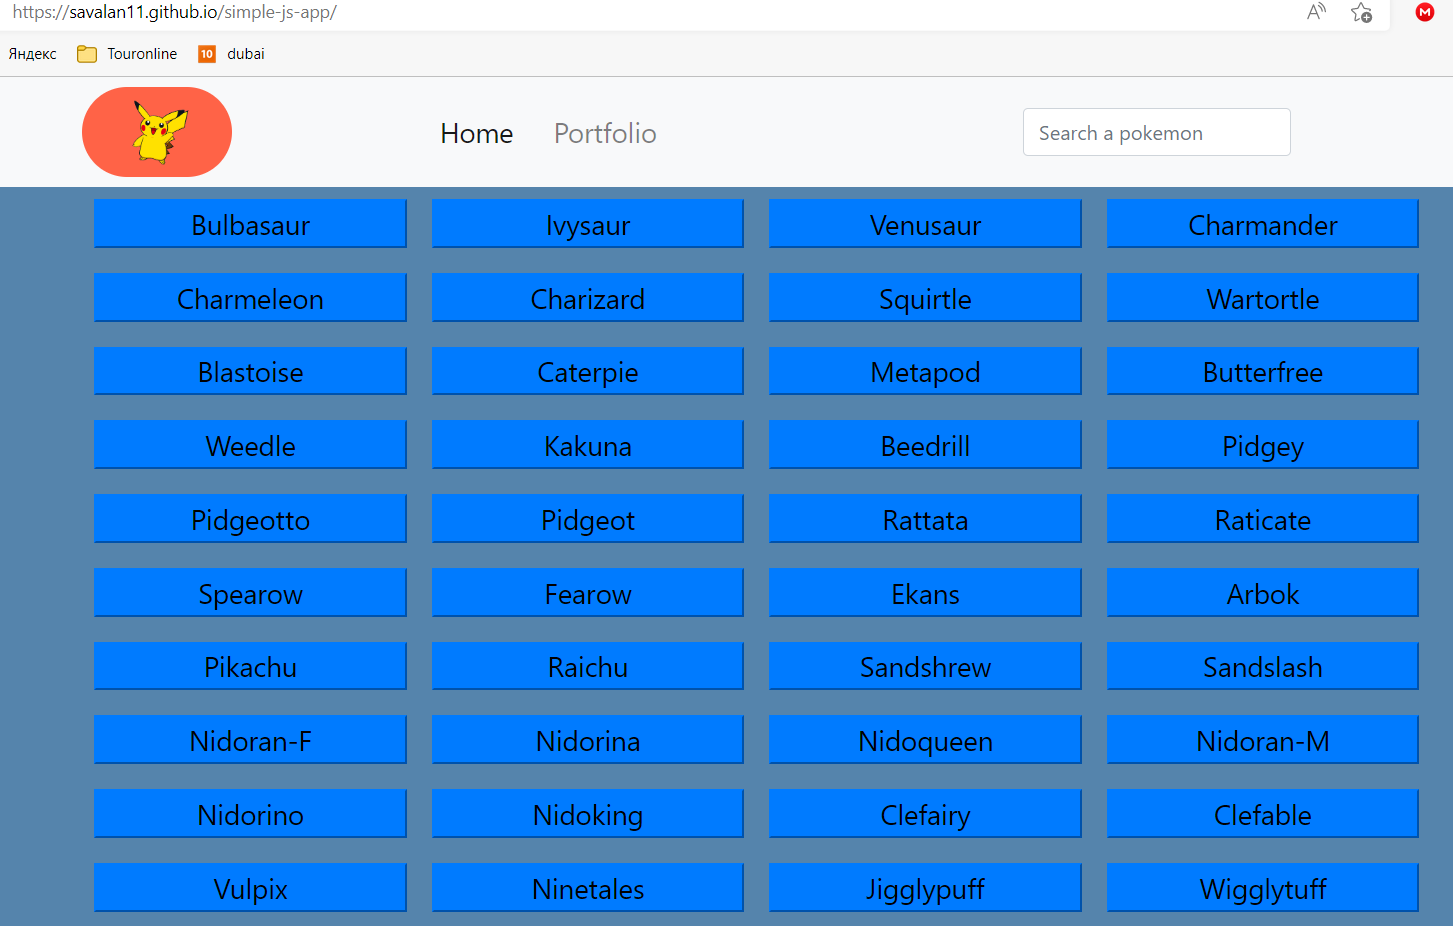 https://savalan11.github.io/simple-js-app/
Яндекс Touronline 10 dubai
Home Portfolio Search a pokemon
Bulbasaur Ivysaur Venusaur Charmander
Charmeleon Charizard Squirtle Wartortle
Blastoise Caterpie Metapod Butterfree
Weedle Kakuna Beedrill Pidgey
Pidgeotto Pidgeot Rattata Raticate
Spearow Fearow Ekans Arbok
Pikachu Raichu Sandshrew Sandslash
Nidoran-F Nidorina Nidoqueen Nidoran-M
Nidorino Nidoking Clefairy Clefable
Vulpix Ninetales Jigglypuff Wigglytuff